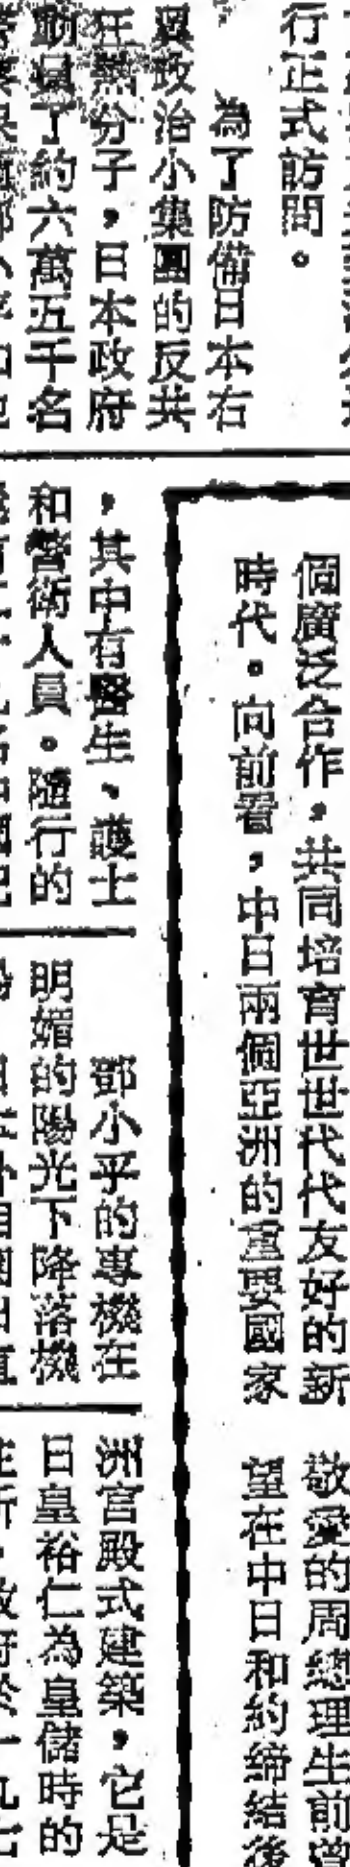 行正式訪問。
為了防備日本右
翼政治小集團的反共
狂熱分子，日本政府
動員了約六萬五千名
個廣泛合作，共同培育世世代代友好的新
時代。向前看，中日兩個亞洲的重要國家
敬愛的周總理生前曾
望在中日和約締結後
，其中有醫生、護士
和警衛人員。隨行的
鄧小平的專機在
明媚的陽光下降落機
洲宮殿式建築，它是
日皇裕仁為皇儲時的